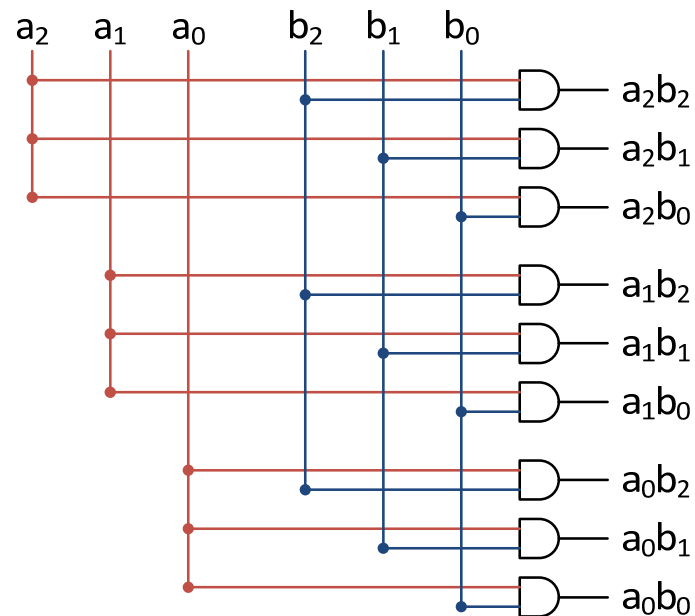 a₂ a₁ a₀ b₂ b₁ b₀
a₂b₂
a₂b₁
a₂b₀
a₁b₂
a₁b₁
a₁b₀
a₀b₂
a₀b₁
a₀b₀